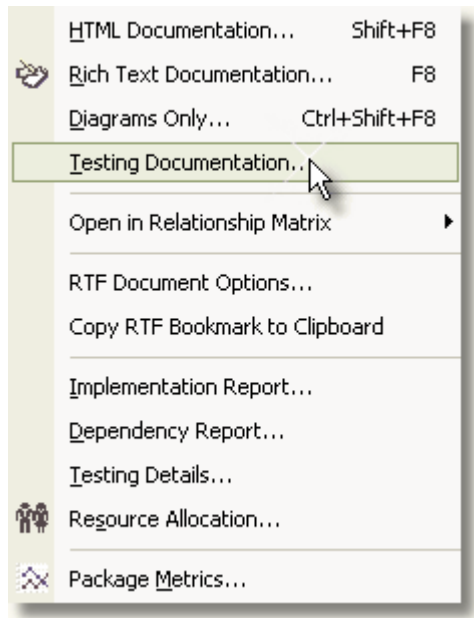 HTML Documentation... Shift+F8
Rich Text Documentation... F8
Diagrams Only... Ctrl+Shift+F8
Testing Documentation...
Open in Relationship Matrix
RTF Document Options...
Copy RTF Bookmark to Clipboard
Implementation Report...
Dependency Report...
Testing Details...
Resource Allocation...
Package Metrics...